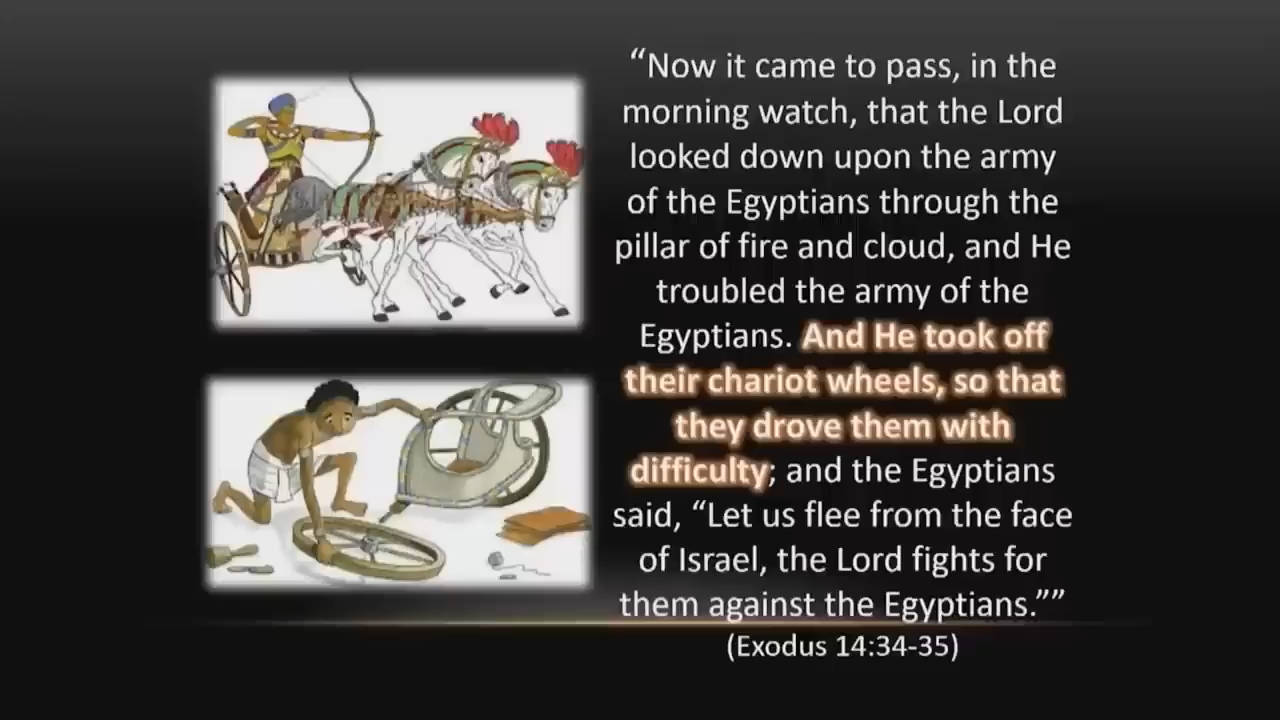 “Now it came to pass, in the
morning watch, that the Lord
looked down upon the army
of the Egyptians through the
pillar of fire and cloud, and He
troubled the army of the
Egyptians. And He took off
their chariot wheels, so that
they drove them with
difficulty; and the Egyptians
said, “Let us flee from the face
of Israel, the Lord fights for
them against the Egyptians.””
(Exodus 14:34-35)